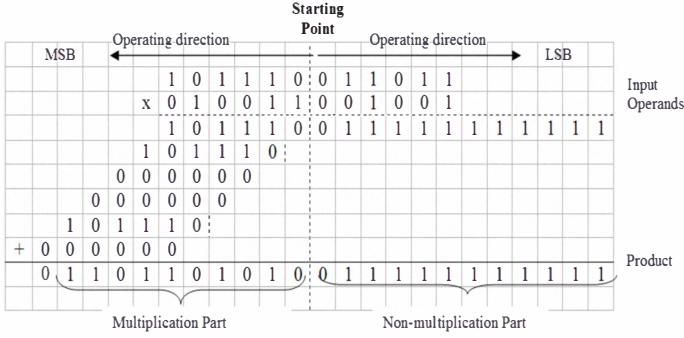 Starting
Point
MSB Operating direction Operating direction LSB
1 0 1 1 1 0 0 1 1 0 1 1 Input
x 0 1 0 0 1 1 0 0 1 0 0 1 Operands
1 0 1 1 1 0 0 1 1 1 1 1 1 1 1 1 1 1
1 0 1 1 1 0
0 0 0 0 0 0
0 0 0 0 0 0
1 0 1 1 1 0
+ 0 0 0 0 0 0
0 1 1 0 1 1 0 1 0 1 0 0 1 1 1 1 1 1 1 1 1 1 1 Product
Multiplication Part Non-multiplication Part